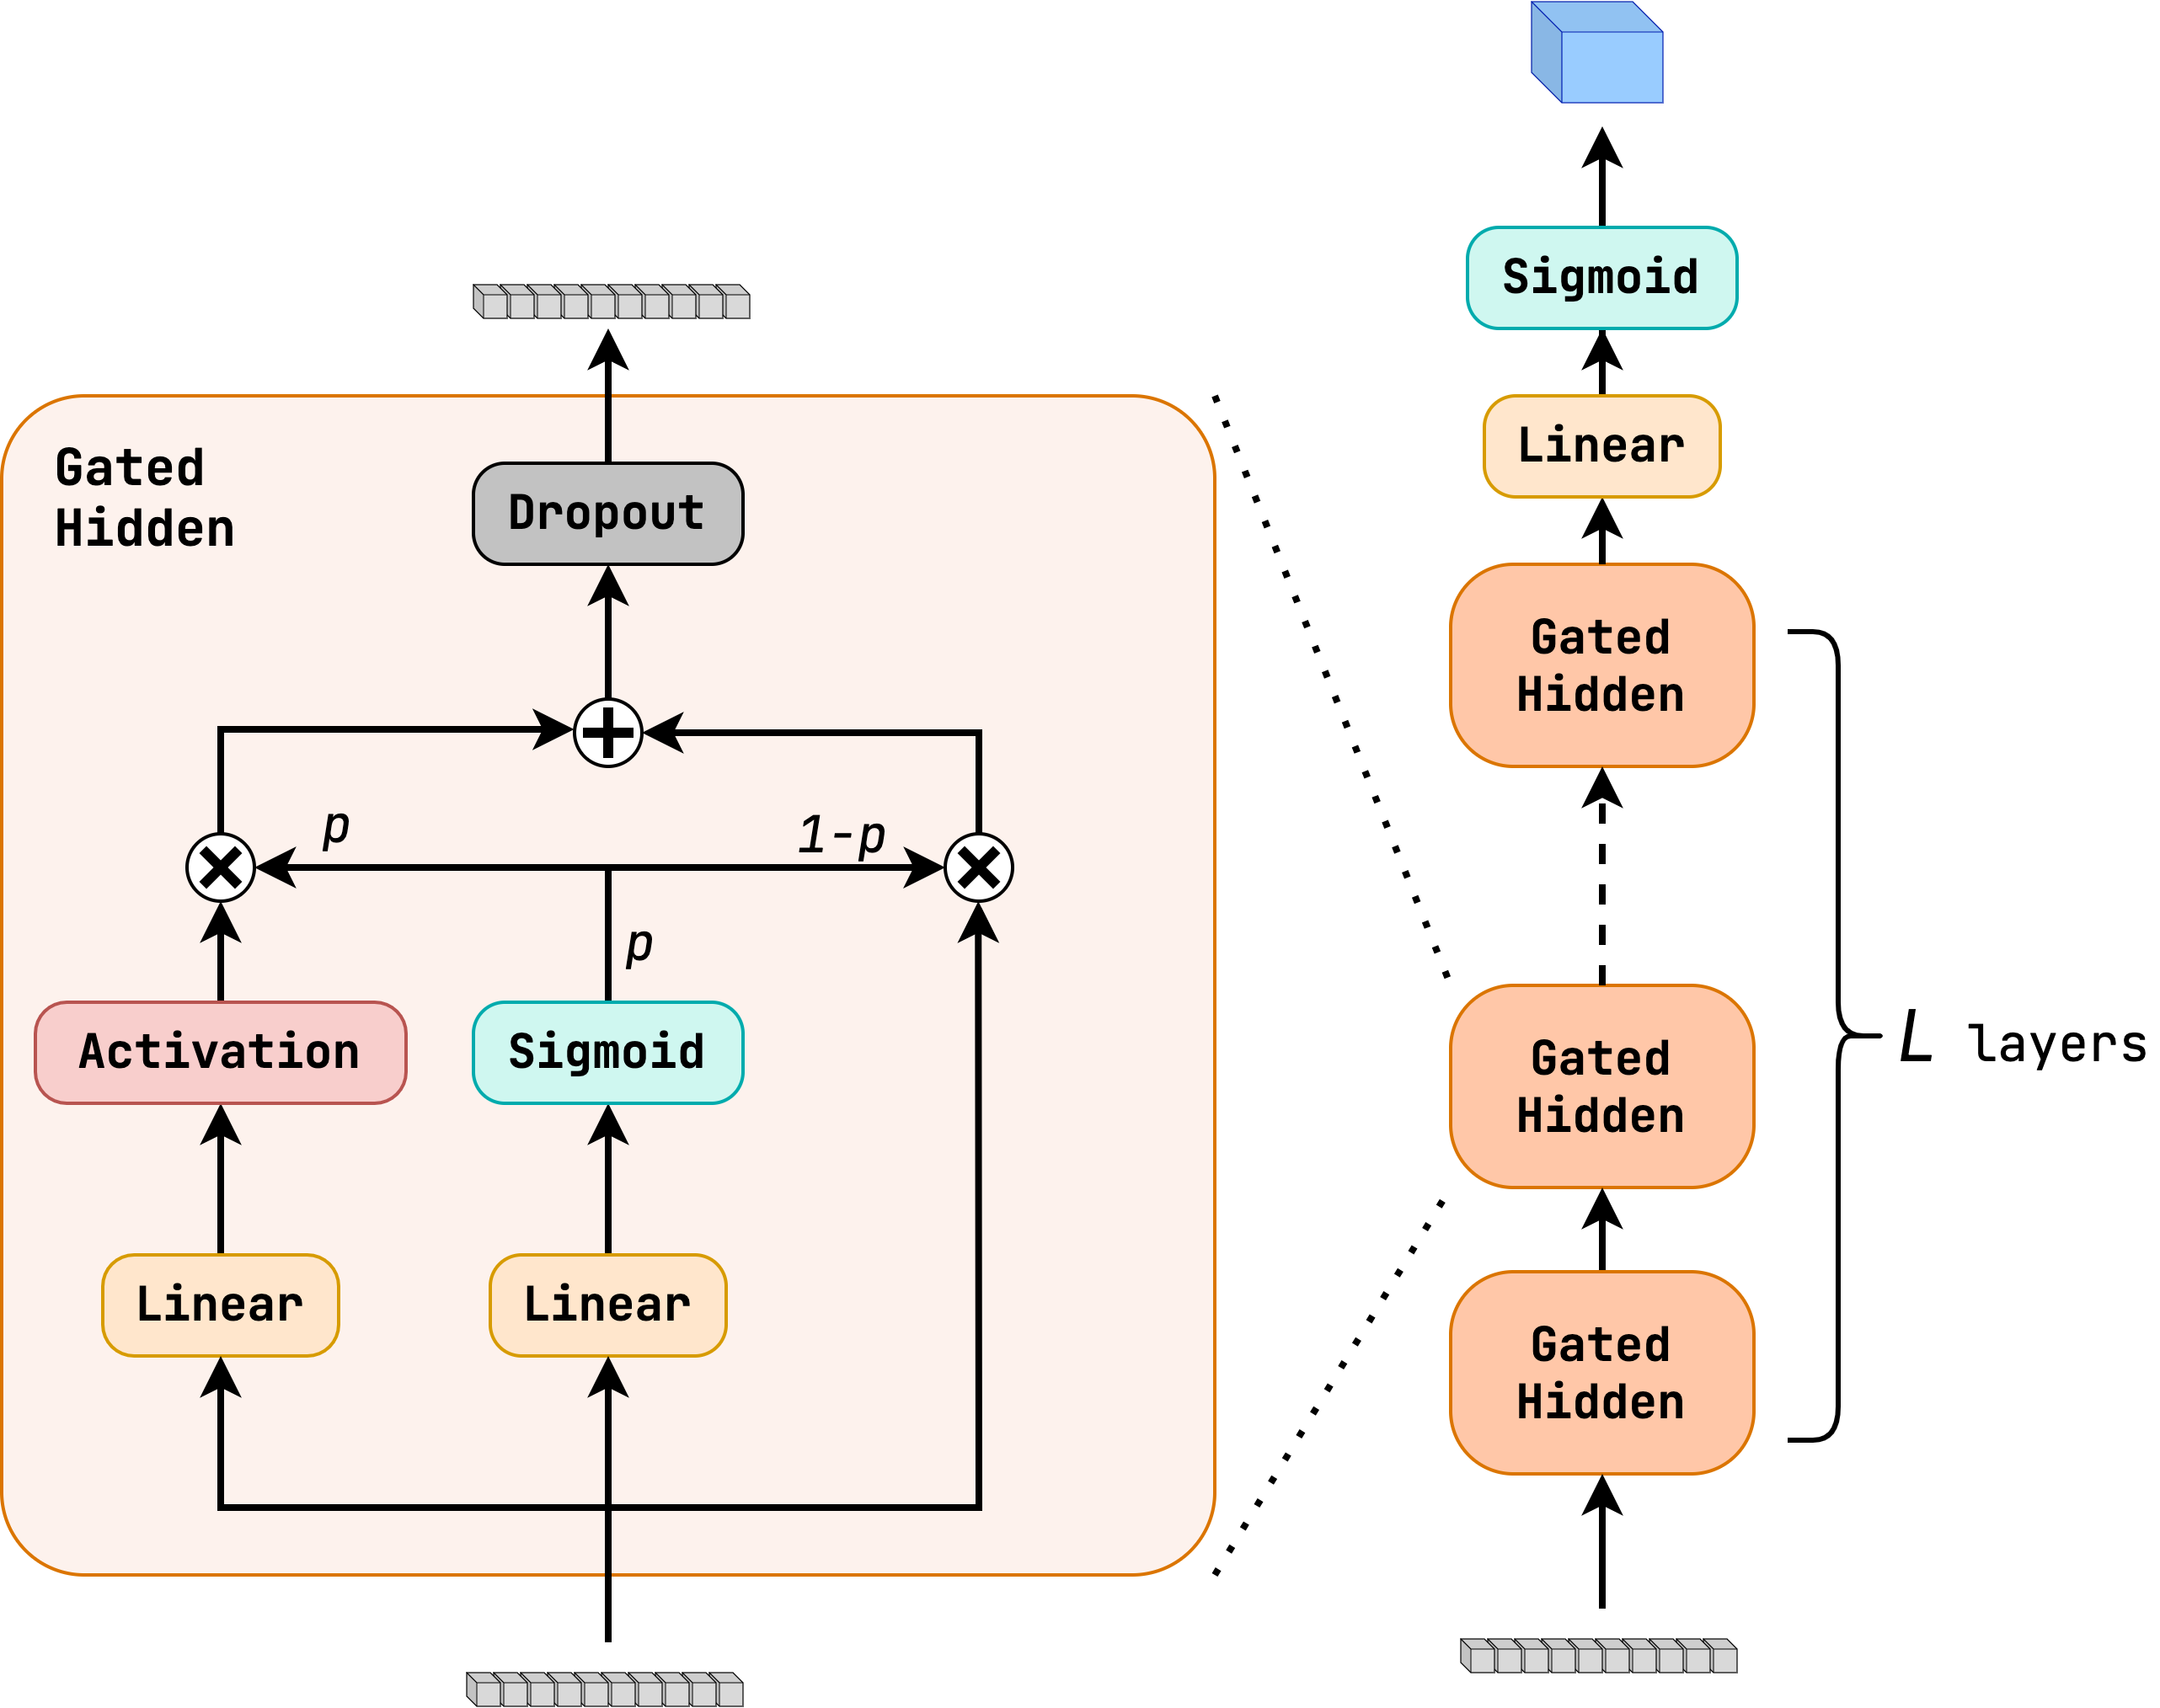 Gated
Hidden
Dropout
p
1-p
p
Activation
Sigmoid
Linear
Linear
Sigmoid
Linear
Gated
Hidden
Gated
Hidden
Gated
Hidden
L layers